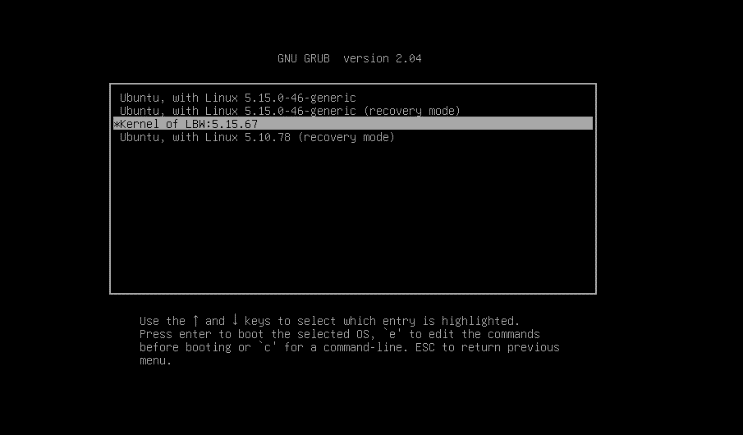 GNU GRUB  version 2.04
Ubuntu, with Linux 5.15.0-46-generic
Ubuntu, with Linux 5.15.0-46-generic (recovery mode)
*Kernel of LBW:5.15.67
Ubuntu, with Linux 5.10.78 (recovery mode)
Use the ↑ and ↓ keys to select which entry is highlighted.
Press enter to boot the selected OS, `e' to edit the commands
before booting or `c' for a command-line. ESC to return previous
menu.